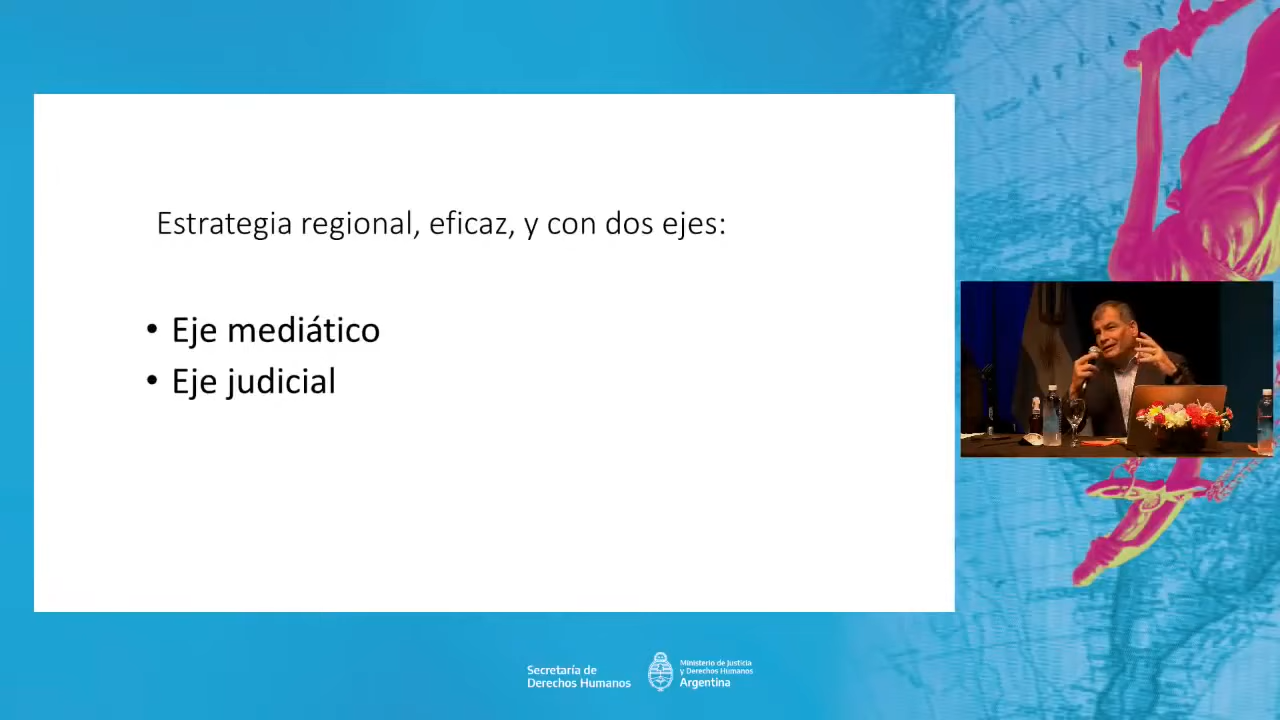 Estrategia regional, eficaz, y con dos ejes:
• Eje mediático
• Eje judicial
Secretaría de
Derechos Humanos
Ministerio de Justicia
y Derechos Humanos
Argentina